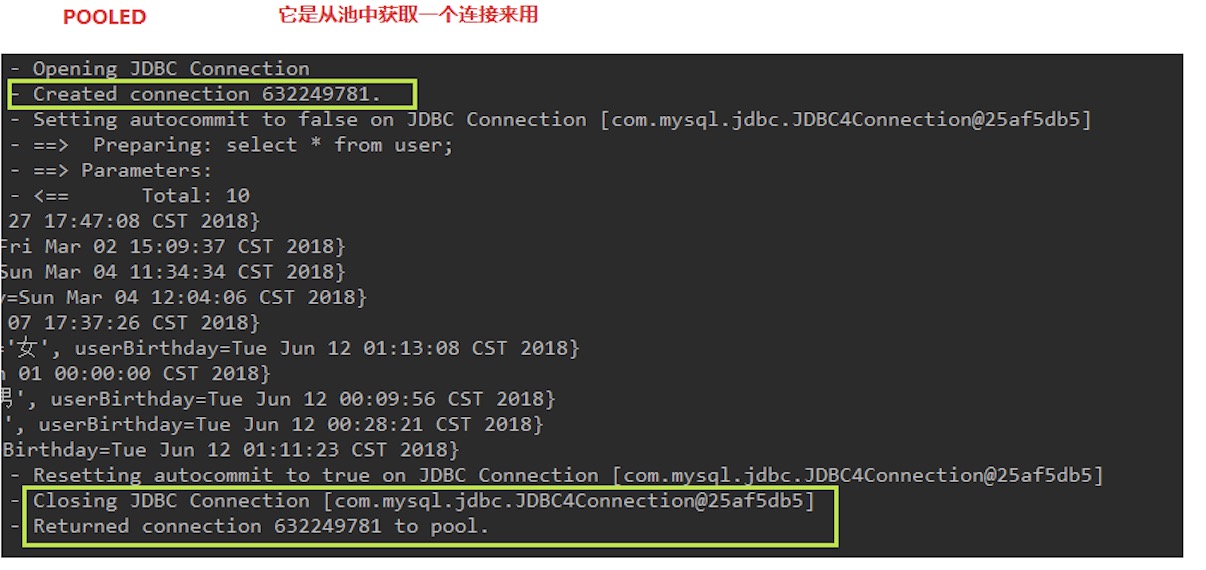 POOLED 它是从池中获取一个连接来用
- Opening JDBC Connection
- Created connection 632249781.
- Setting autocommit to false on JDBC Connection [com.mysql.jdbc.JDBC4Connection@25af5db5]
- ==>  Preparing: select * from user;
- ==> Parameters:
- <==      Total: 10
27 17:47:08 CST 2018}
Fri Mar 02 15:09:37 CST 2018}
Sun Mar 04 11:34:34 CST 2018}
y=Sun Mar 04 12:04:06 CST 2018}
07 17:37:26 CST 2018}
='女', userBirthday=Tue Jun 12 01:13:08 CST 2018}
n 01 00:00:00 CST 2018}
男', userBirthday=Tue Jun 12 00:09:56 CST 2018}
', userBirthday=Tue Jun 12 00:28:21 CST 2018}
Birthday=Tue Jun 12 01:11:23 CST 2018}
- Resetting autocommit to true on JDBC Connection [com.mysql.jdbc.JDBC4Connection@25af5db5]
- Closing JDBC Connection [com.mysql.jdbc.JDBC4Connection@25af5db5]
- Returned connection 632249781 to pool.